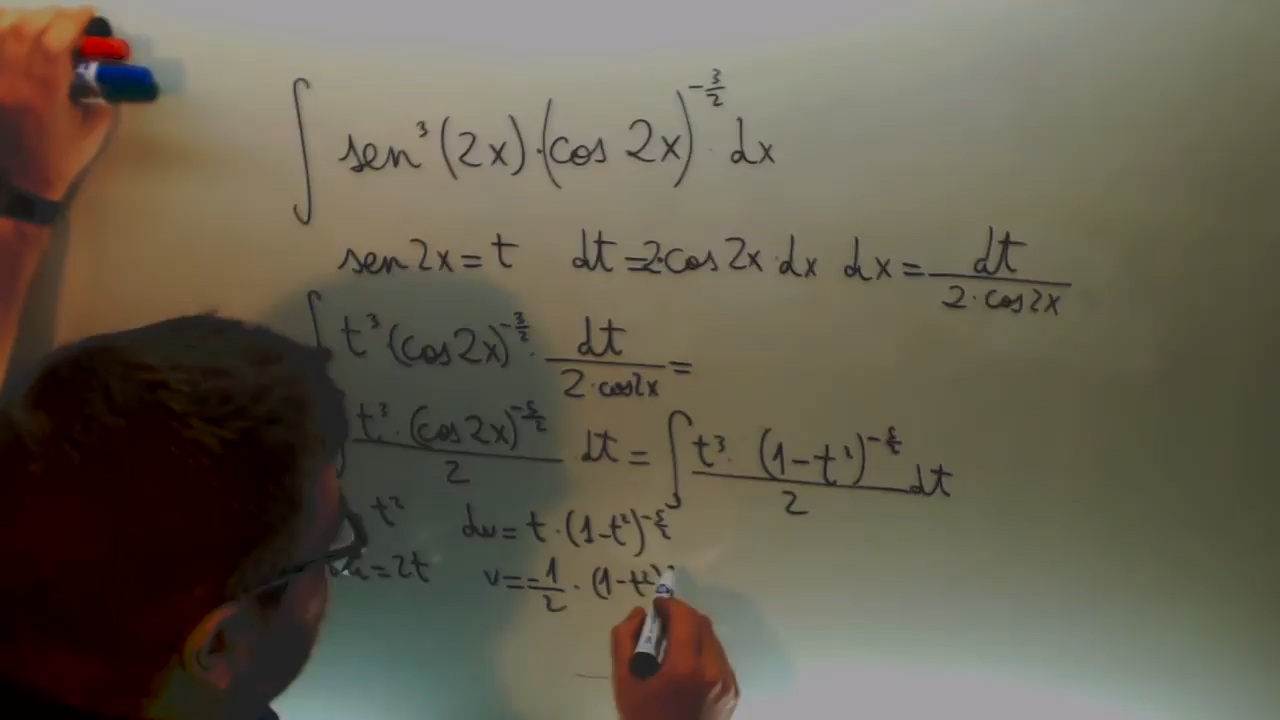 ∫ sen³(2x)·(cos 2x)^(-3/2) dx
sen 2x = t dt = 2·cos 2x·dx dx = dt/(2·cos 2x)
∫ t³ (cos 2x)^(-3/2) · dt/(2·cos 2x) =
t³·(cos 2x)^(-5/2)/2 dt = ∫ t³·(1-t²)^(-5/4)/2 dt
t² dv = t·(1-t²)^(-5/4)
du = 2t v = -1/2·(1-t²)